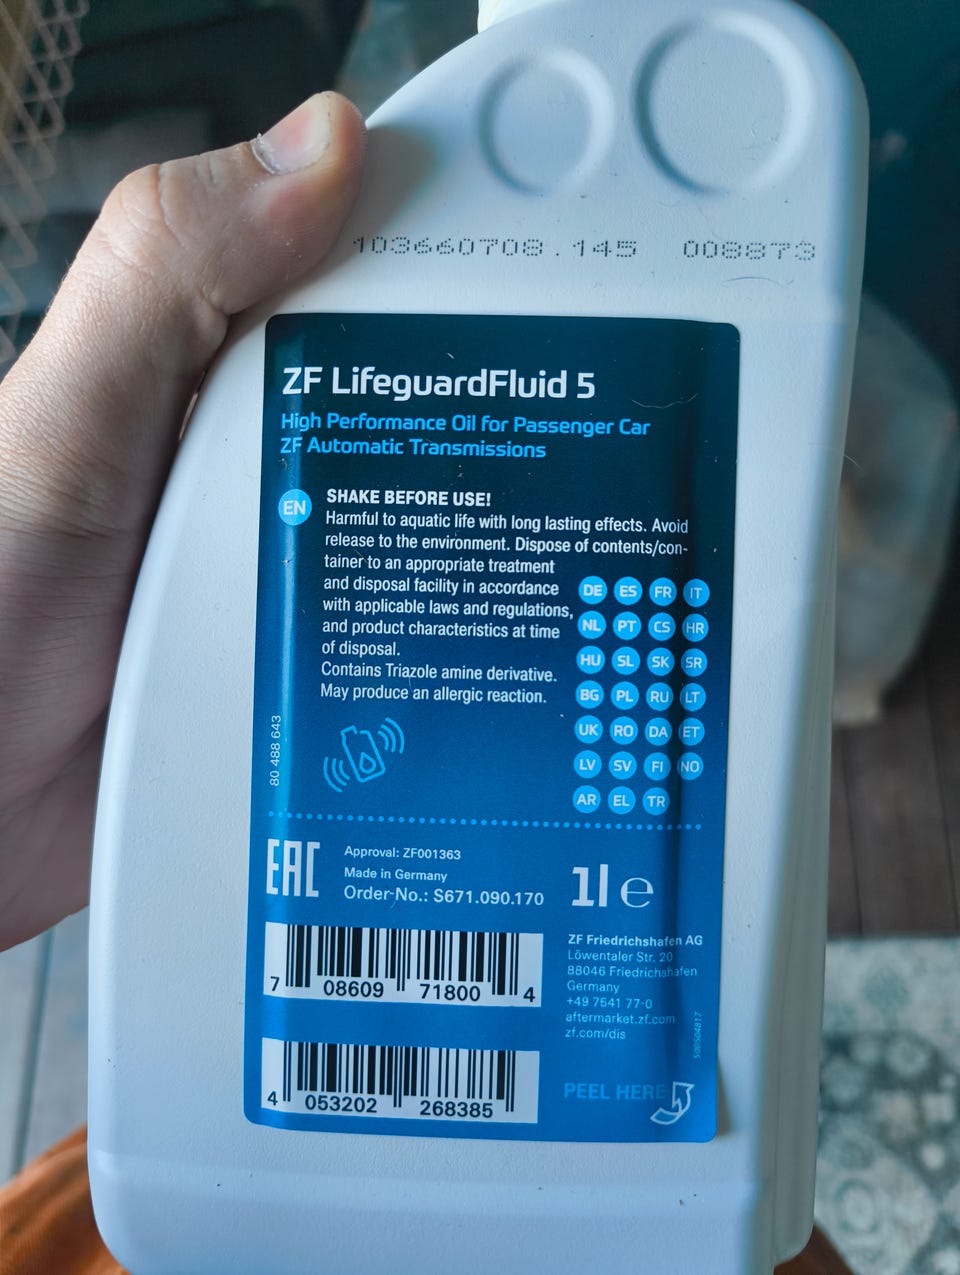 103660708.145 008873
ZF LifeguardFluid 5
High Performance Oil for Passenger Car
ZF Automatic Transmissions
EN
SHAKE BEFORE USE!
Harmful to aquatic life with long lasting effects. Avoid
release to the environment. Dispose of contents/con-
tainer to an appropriate treatment
and disposal facility in accordance
with applicable laws and regulations,
and product characteristics at time
of disposal.
Contains Triazole amine derivative.
May produce an allergic reaction.
DE ES FR IT
NL PT CS HR
HU SL SK SR
BG PL RU LT
UK RO DA ET
LV SV FI NO
AR EL TR
80 488 643
EAC
Approval: ZF001363
Made in Germany
Order-No.: S671.090.170
1l e
7 08609 71800 4
4 053202 268385
ZF Friedrichshafen AG
Löwentaler Str. 20
88046 Friedrichshafen
Germany
+49 7541 77-0
aftermarket.zf.com
zf.com/dis
500504817
PEEL HERE